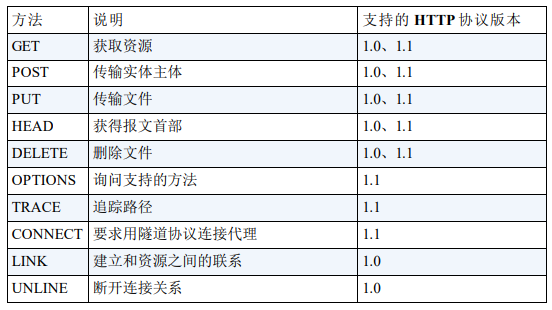 方法 说明 支持的 HTTP 协议版本
GET 获取资源 1.0、1.1
POST 传输实体主体 1.0、1.1
PUT 传输文件 1.0、1.1
HEAD 获得报文首部 1.0、1.1
DELETE 删除文件 1.0、1.1
OPTIONS 询问支持的方法 1.1
TRACE 追踪路径 1.1
CONNECT 要求用隧道协议连接代理 1.1
LINK 建立和资源之间的联系 1.0
UNLINE 断开连接关系 1.0